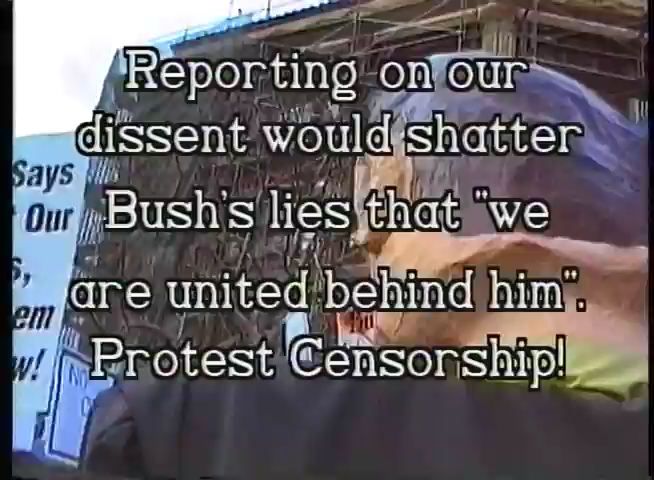 Reporting on our
dissent would shatter
Bush's lies that "we
are united behind him".
Protest Censorship!
Says
Our
em
w!
NO